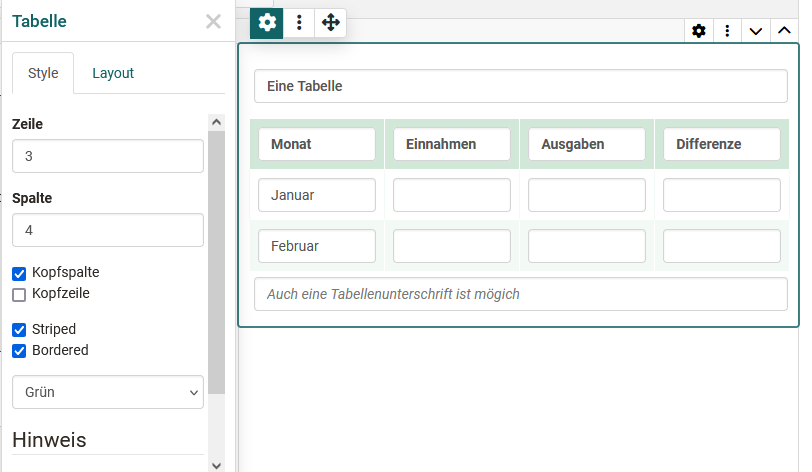 Tabelle
Style
Layout
Zeile
3
Spalte
4
Kopfspalte
Kopfzeile
Striped
Bordered
Grün
Hinweis
Eine Tabelle
Monat Einnahmen Ausgaben Differenze
Januar
Februar
Auch eine Tabellenunterschrift ist mögich